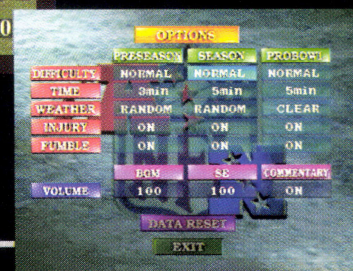 0
OPTIONS
PRESEASON SEASON PROBOWL
DIFFICULTY NORMAL NORMAL NORMAL
TIME 3min 5min 5min
WEATHER RANDOM RANDOM CLEAR
INJURY ON ON ON
FUMBLE ON ON ON
BGM SE COMMENTARY
VOLUME 100 100 ON
DATA RESET
EXIT